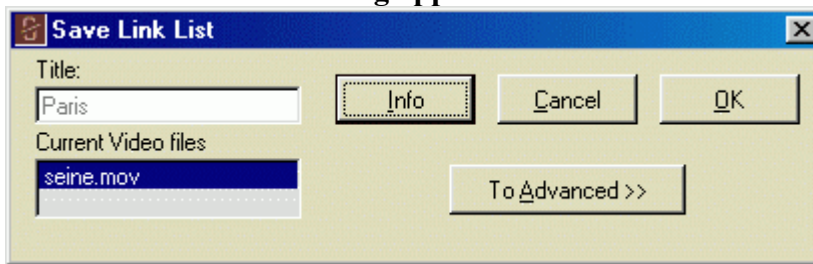 Save Link List
Title:
Paris
Info
Cancel
OK
Current Video files
seine.mov
To Advanced >>